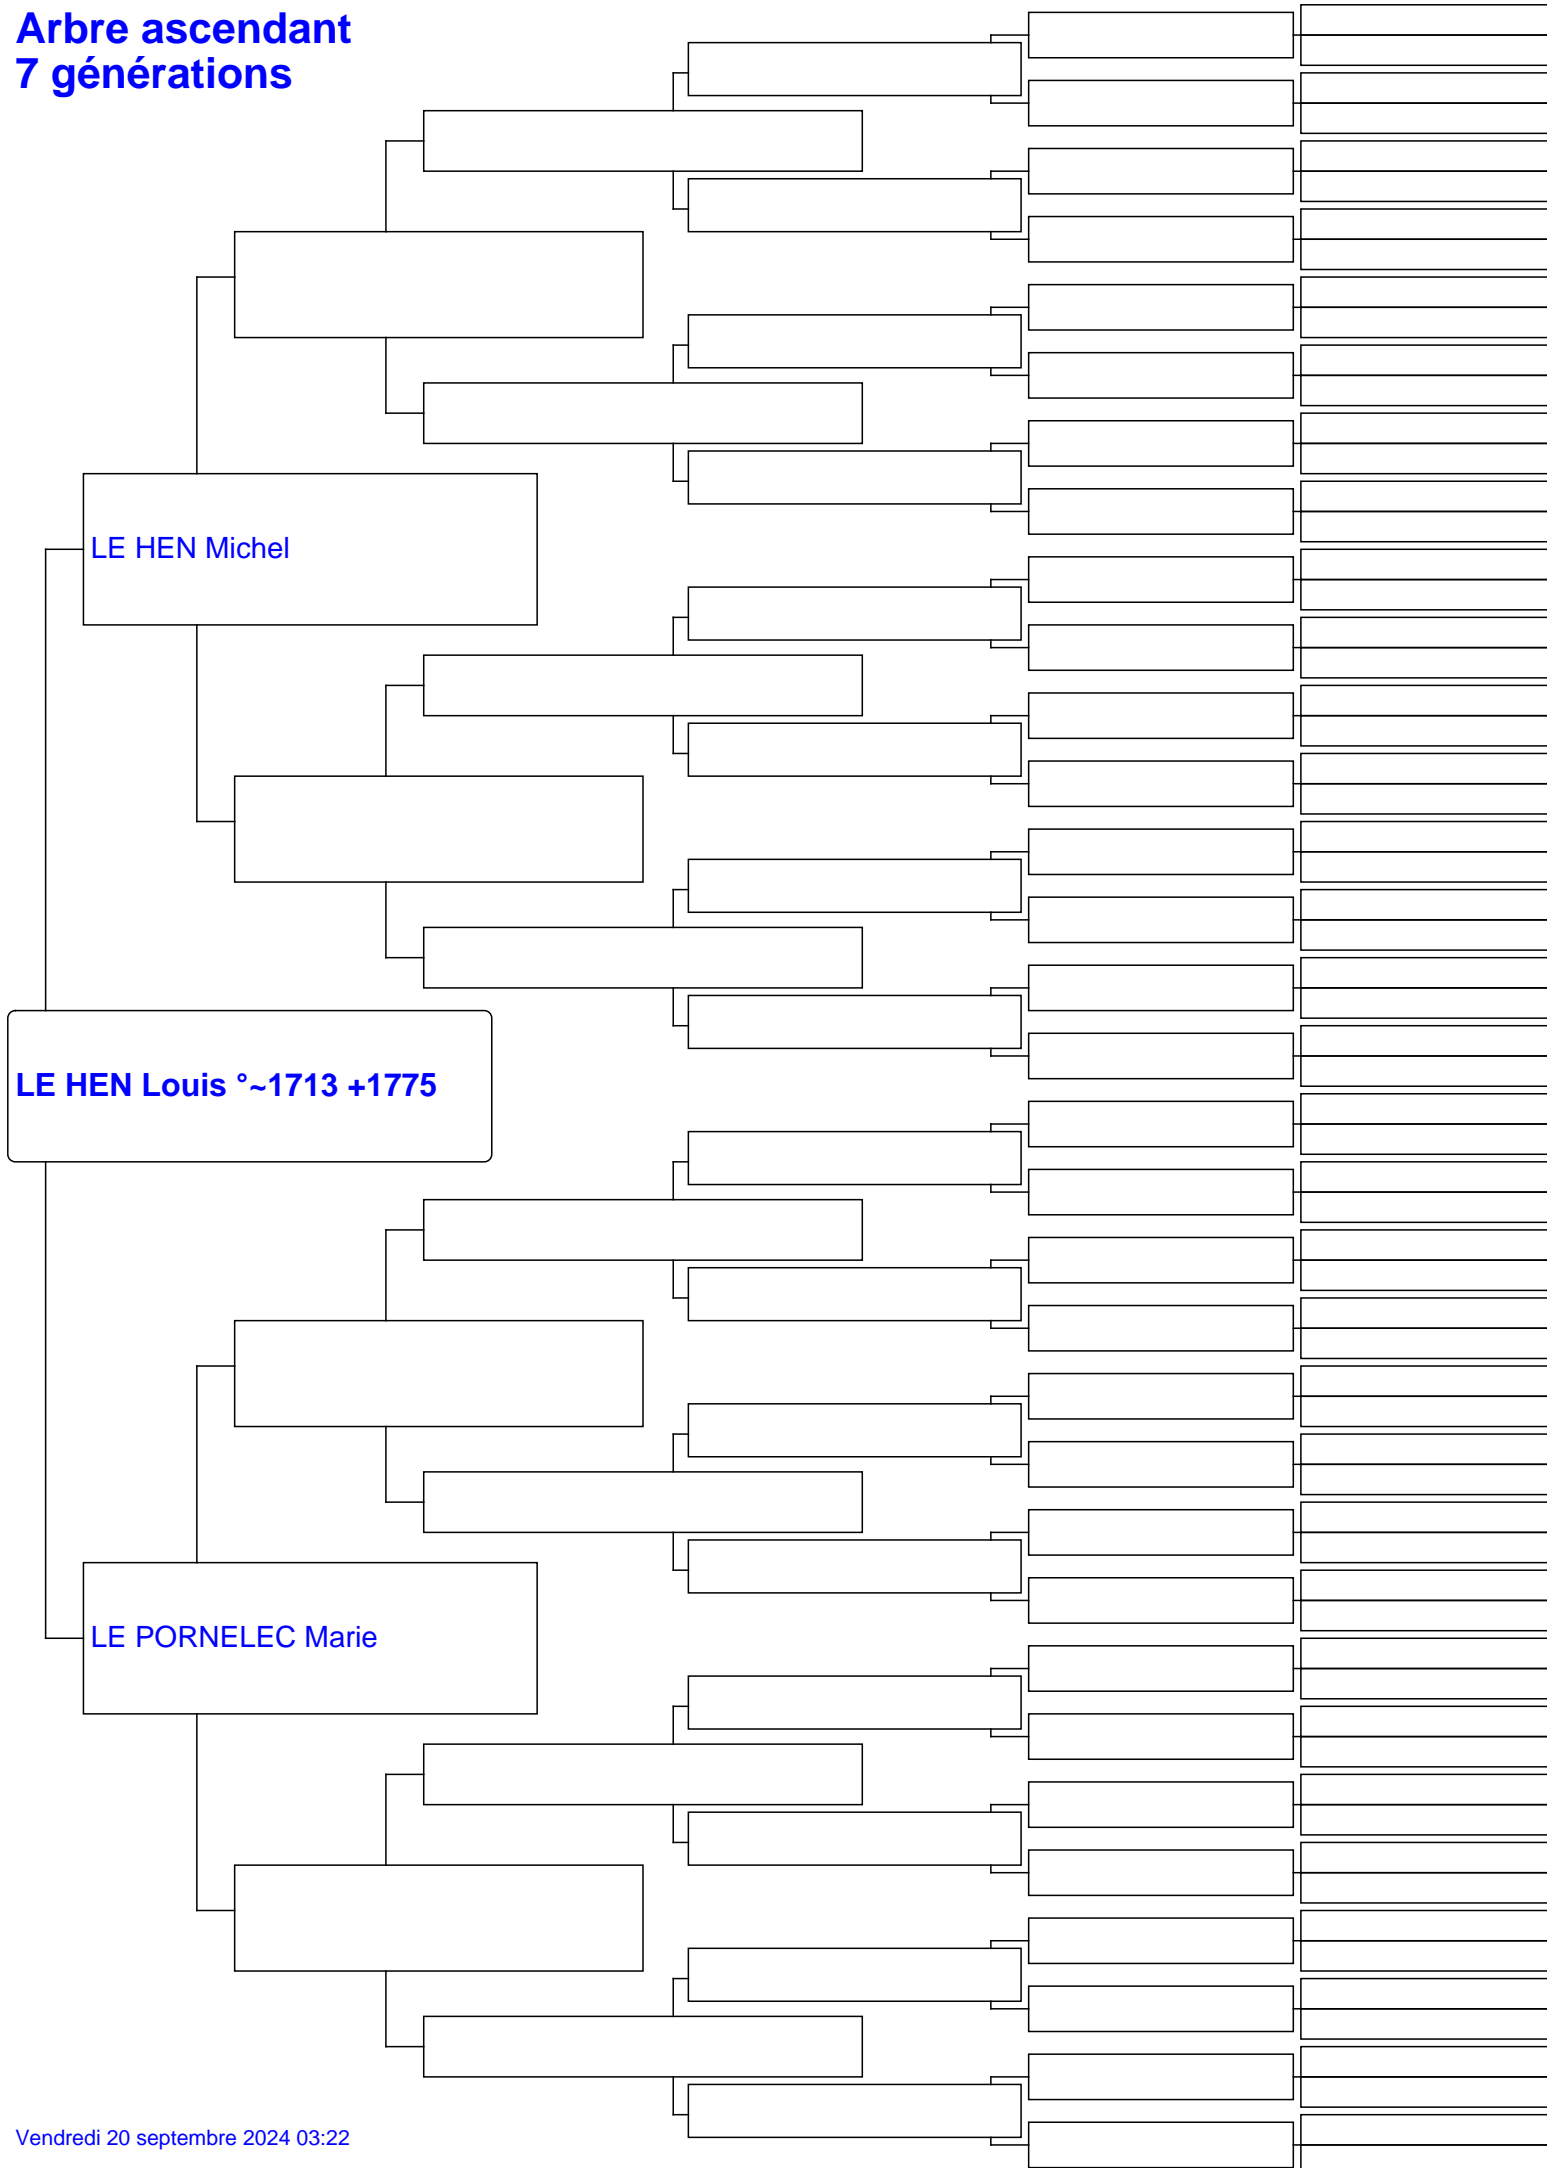 Arbre ascendant
7 générations
LE HEN Michel
LE HEN Louis °~1713 +1775
LE PORNELEC Marie
Vendredi 20 septembre 2024 03:22